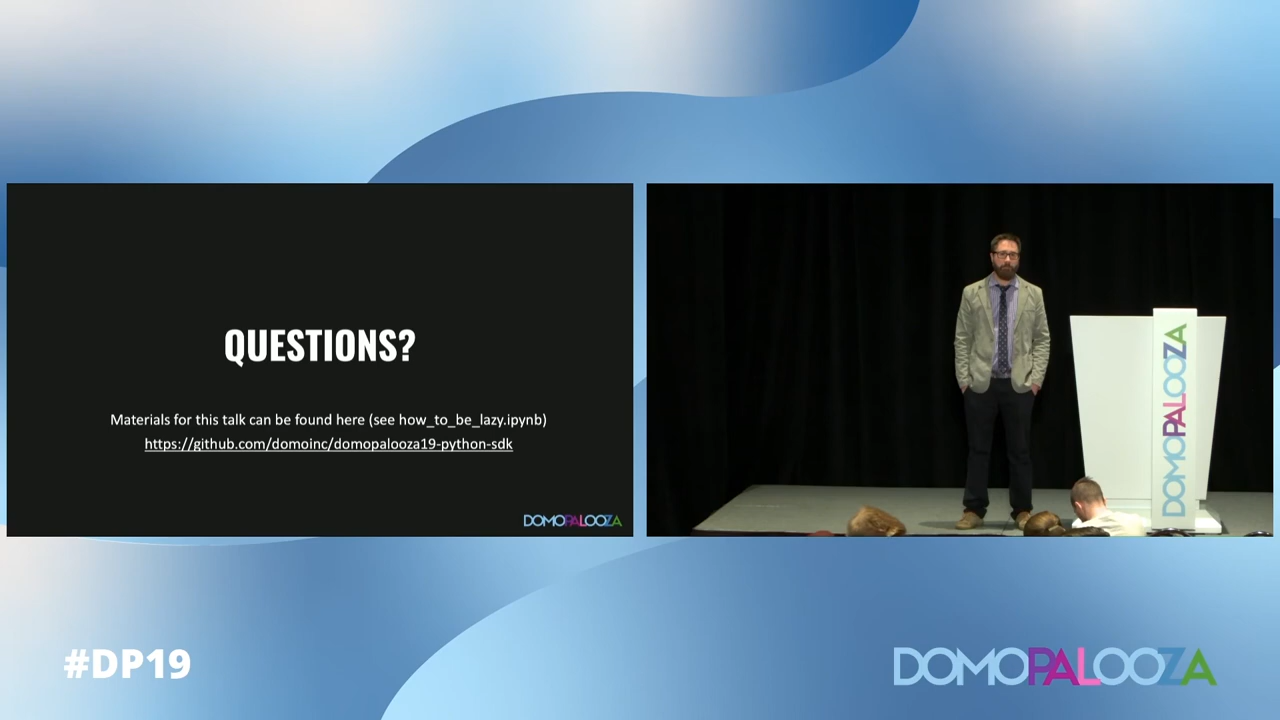 QUESTIONS?
Materials for this talk can be found here (see how_to_be_lazy.ipynb)
https://github.com/domoinc/domopalooza19-python-sdk
DOMOPALOOZA
DOMOPALOOZA
#DP19
DOMOPALOOZA